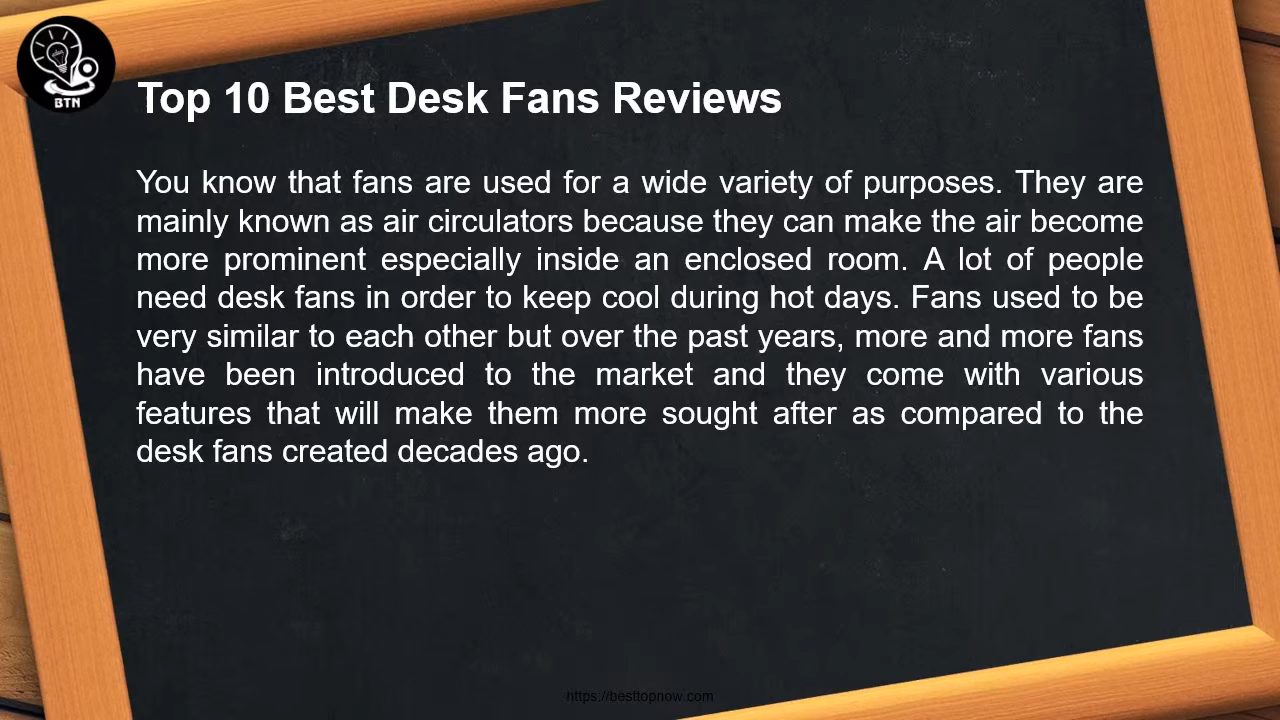 BTN
Top 10 Best Desk Fans Reviews
You know that fans are used for a wide variety of purposes. They are
mainly known as air circulators because they can make the air become
more prominent especially inside an enclosed room. A lot of people
need desk fans in order to keep cool during hot days. Fans used to be
very similar to each other but over the past years, more and more fans
have been introduced to the market and they come with various
features that will make them more sought after as compared to the
desk fans created decades ago.
https://besttopnow.com